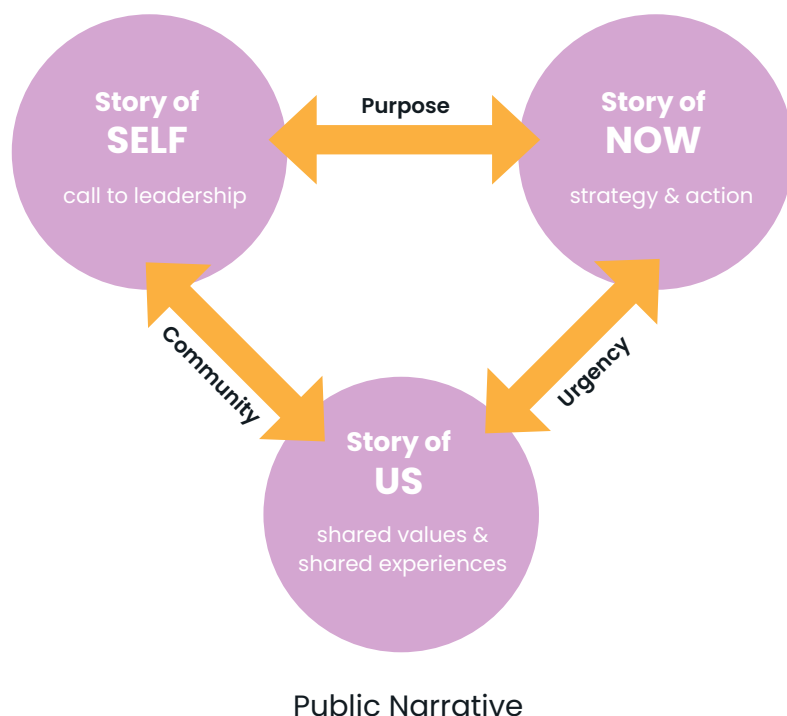 Story of
SELF
call to leadership
Purpose
Story of
NOW
strategy & action
Community
Urgency
Story of
US
shared values &
shared experiences
Public Narrative